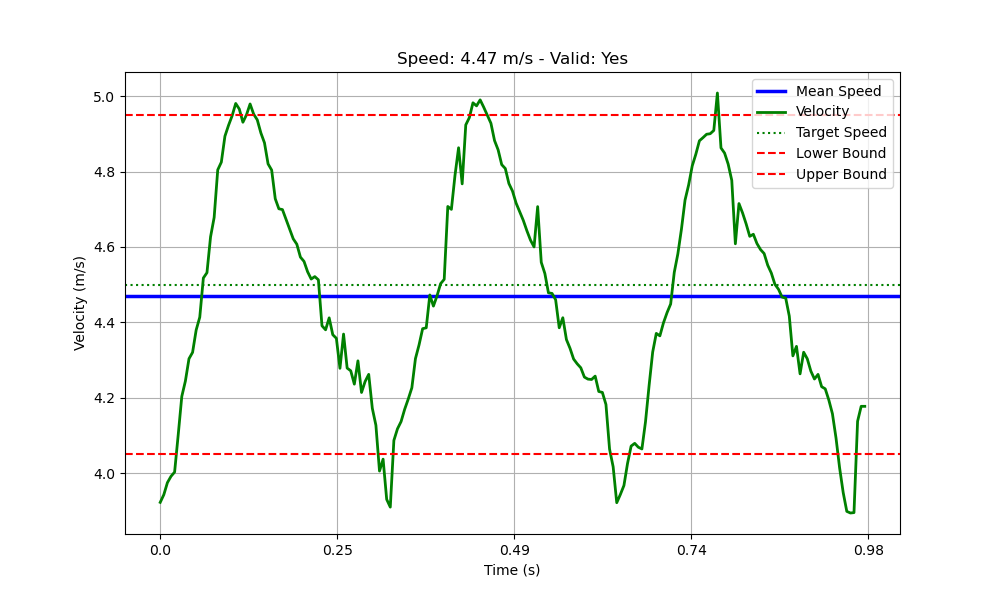 Speed: 4.47 m/s - Valid: Yes
Mean Speed
Velocity
Target Speed
Lower Bound
Upper Bound
Velocity (m/s)
5.0
4.8
4.6
4.4
4.2
4.0
0.0 0.25 0.49 0.74 0.98
Time (s)